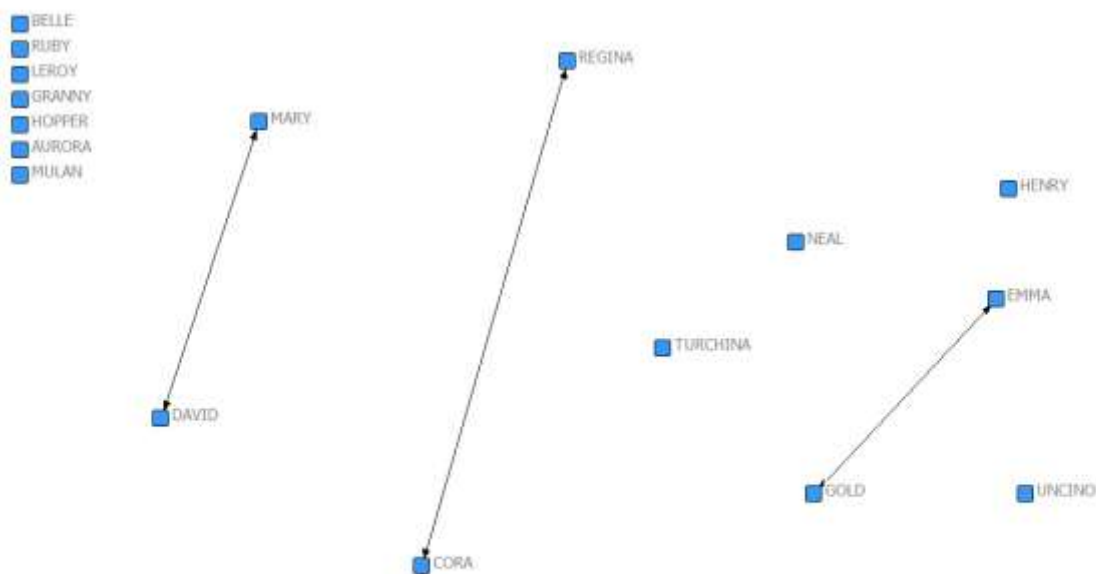 BELLE
RUBY
LEROY
GRANNY
HOPPER
AURORA
MULAN
REGINA
MARY
HENRY
NEAL
EMMA
TURCHINA
DAVID
GOLD
UNCINO
CORA